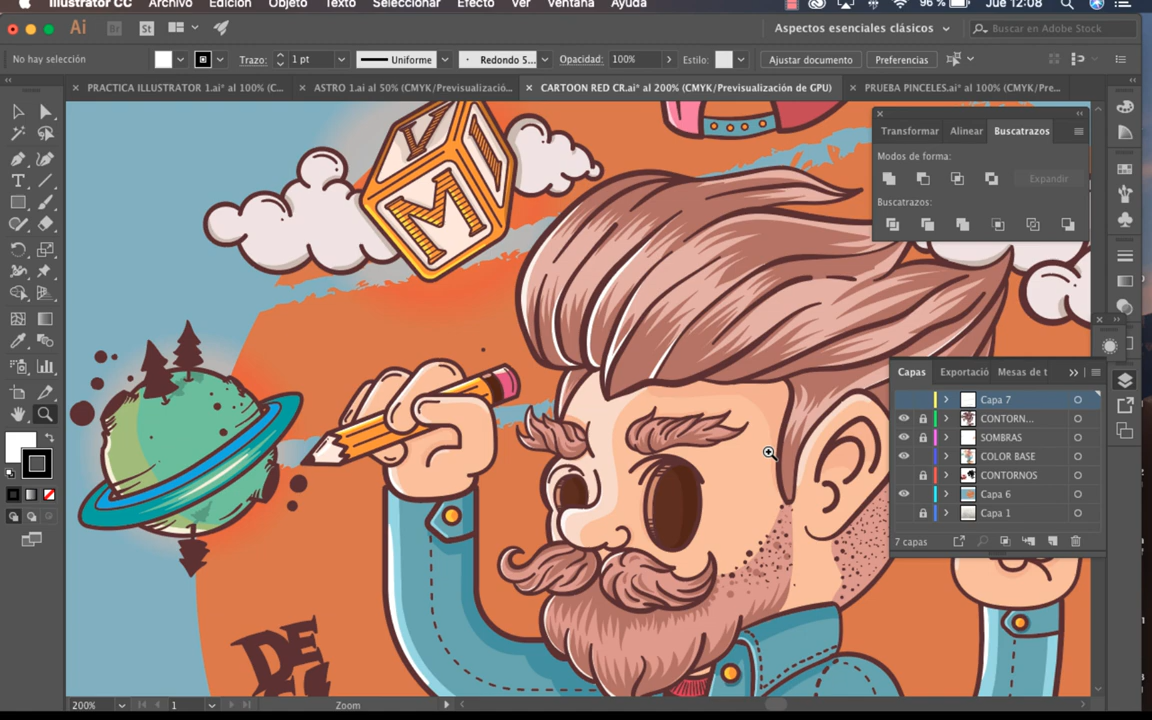 Illustrator CC Archivo Edición Objeto Texto Seleccionar Efecto Ver Ventana Ayuda 96 % Jue 12:08
Ai Br St Aspectos esenciales clásicos Buscar en Adobe Stock
No hay selección Trazo: 1 pt Uniforme Redondo 5... Opacidad: 100% Estilo: Ajustar documento Preferencias
PRACTICA ILLUSTRATOR 1.ai* al 100% (C... ASTRO 1.ai al 50% (CMYK/Previsualizació... CARTOON RED CR.ai* al 200% (CMYK/Previsualización de GPU) PRUEBA PINCELES.ai* al 100% (CMYK/Pre...
Transformar Alinear Buscatrazos
Modos de forma:
Expandir
Buscatrazos:
V
M
Capas Exportació Mesas de t
Capa 7
CONTORN...
SOMBRAS
COLOR BASE
CONTORNOS
Capa 6
Capa 1
7 capas
DE
200% 1 Zoom